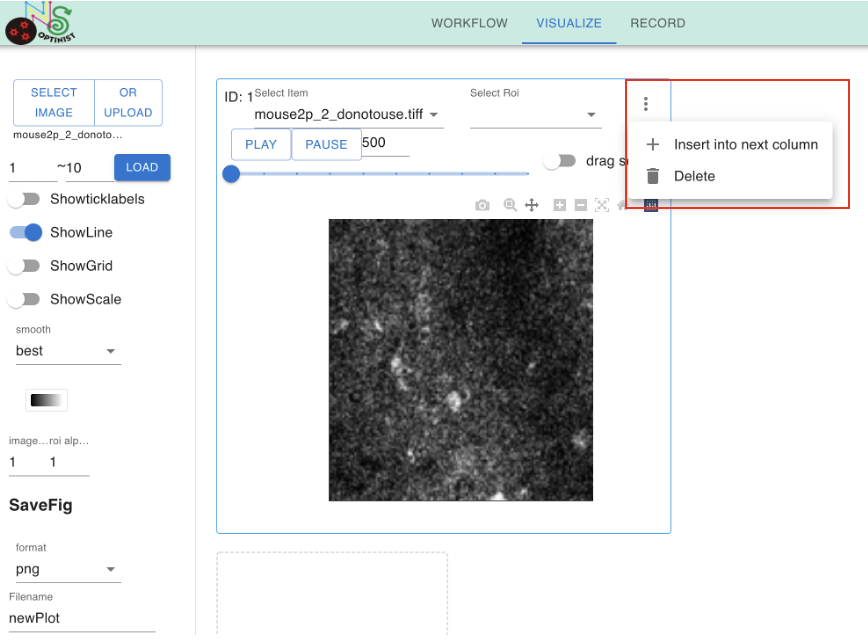 NS
OPTINIST
WORKFLOW
VISUALIZE
RECORD
SELECT
IMAGE
OR
UPLOAD
mouse2p_2_donoto…
1
~10
LOAD
Showticklabels
ShowLine
ShowGrid
ShowScale
smooth
best
image…
roi alp…
1
1
SaveFig
format
png
Filename
newPlot
ID: 1
Select Item
mouse2p_2_donotouse.tiff
Select Roi
PLAY
PAUSE
500
drag s
Insert into next column
Delete